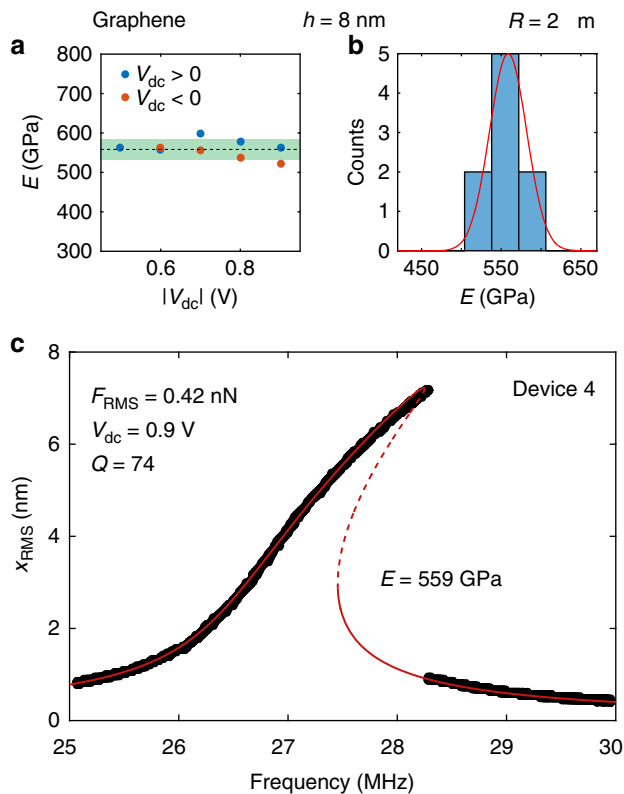 Graphene h = 8 nm R = 2 m
a
V_dc > 0
V_dc < 0
800
700
600
500
400
300
E (GPa)
0.6 0.8
|V_dc| (V)
b
5
4
3
2
1
0
Counts
450 550 650
E (GPa)
c
8
6
4
2
0
x_RMS (nm)
F_RMS = 0.42 nN
V_dc = 0.9 V
Q = 74
Device 4
E = 559 GPa
25 26 27 28 29 30
Frequency (MHz)